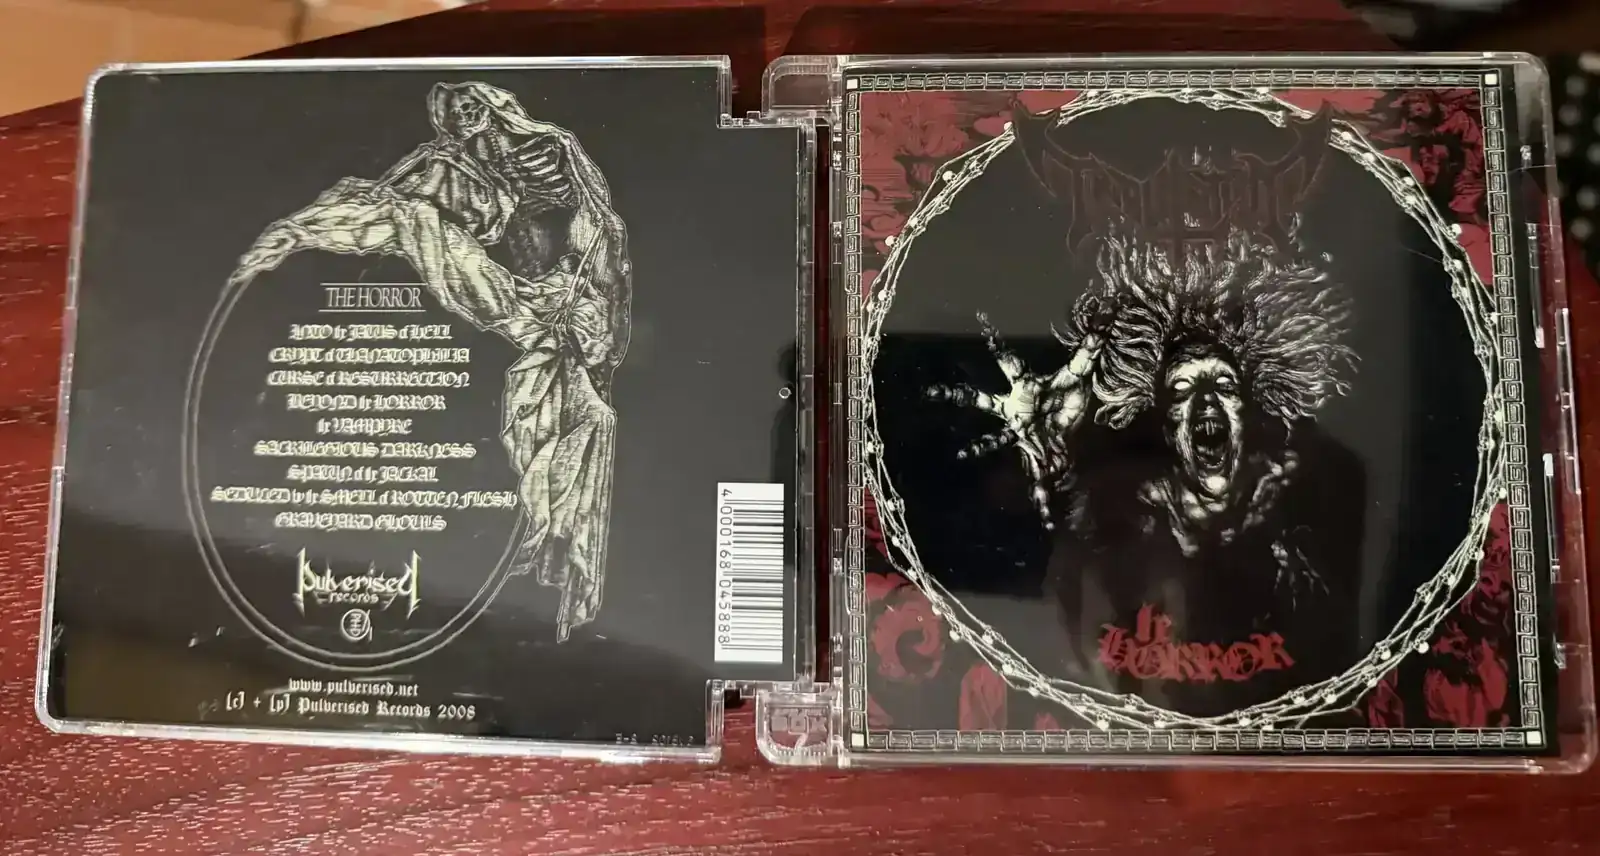 THE HORROR
INTO the JAWS of HELL
CRYPT of THANATOPHILIA
CURSE of RESURRECTION
BEYOND the HORROR
the VAMPYRE
SACRILEGIOUS DARKNESS
SPAWN of the JACKAL
SEDUCED by the SMELL of ROTTEN FLESH
GRAVEYARD GHOULS
Pulverised
records
www.pulverised.net
(c) + (p) Pulverised Records 2008
4 000168 045888
TRIBULATION
the
HORROR